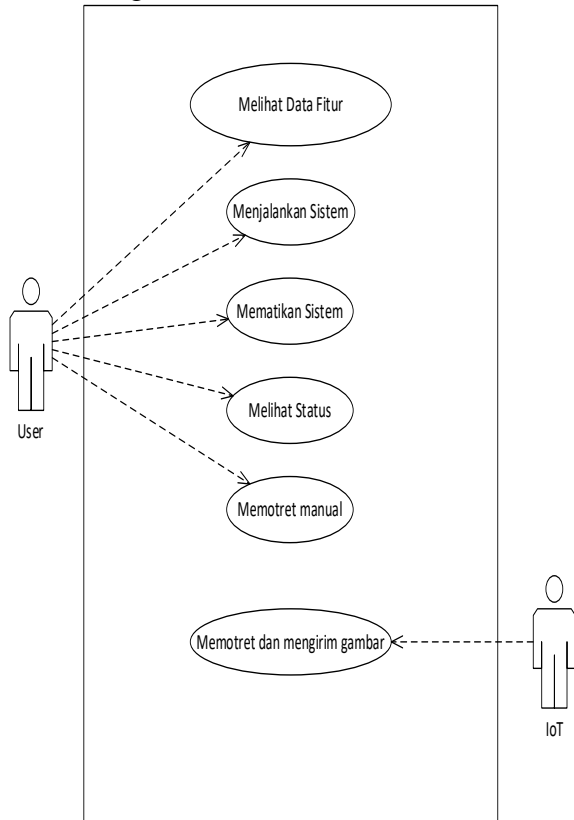 Melihat Data Fitur
Menjalankan Sistem
Mematikan Sistem
Melihat Status
User
Memotret manual
Memotret dan mengirim gambar
IoT